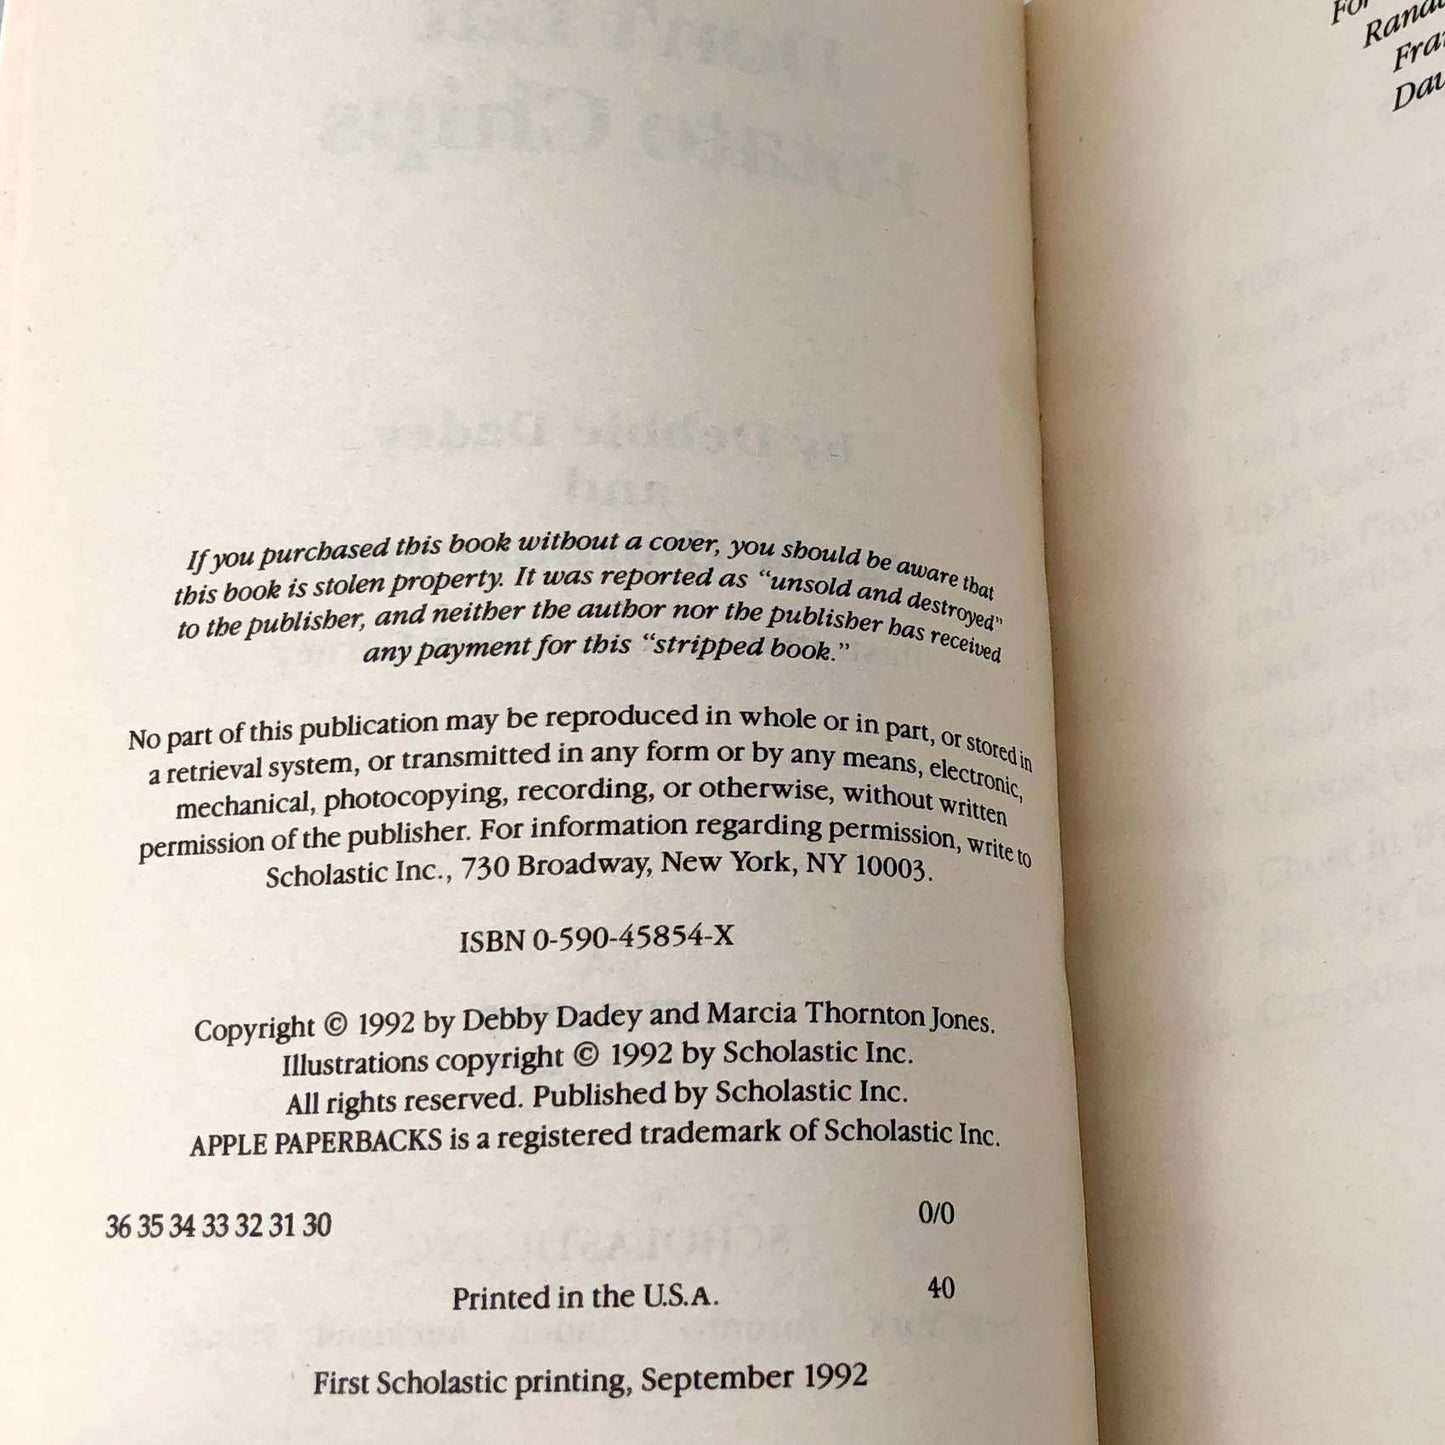 If you purchased this book without a cover, you should be aware that
this book is stolen property. It was reported as “unsold and destroyed”
to the publisher, and neither the author nor the publisher has received
any payment for this “stripped book.”
No part of this publication may be reproduced in whole or in part, or stored in
a retrieval system, or transmitted in any form or by any means, electronic,
mechanical, photocopying, recording, or otherwise, without written
permission of the publisher. For information regarding permission, write to
Scholastic Inc., 730 Broadway, New York, NY 10003.
ISBN 0-590-45854-X
Copyright © 1992 by Debby Dadey and Marcia Thornton Jones.
Illustrations copyright © 1992 by Scholastic Inc.
All rights reserved. Published by Scholastic Inc.
APPLE PAPERBACKS is a registered trademark of Scholastic Inc.
36 35 34 33 32 31 30 0/0
Printed in the U.S.A. 40
First Scholastic printing, September 1992